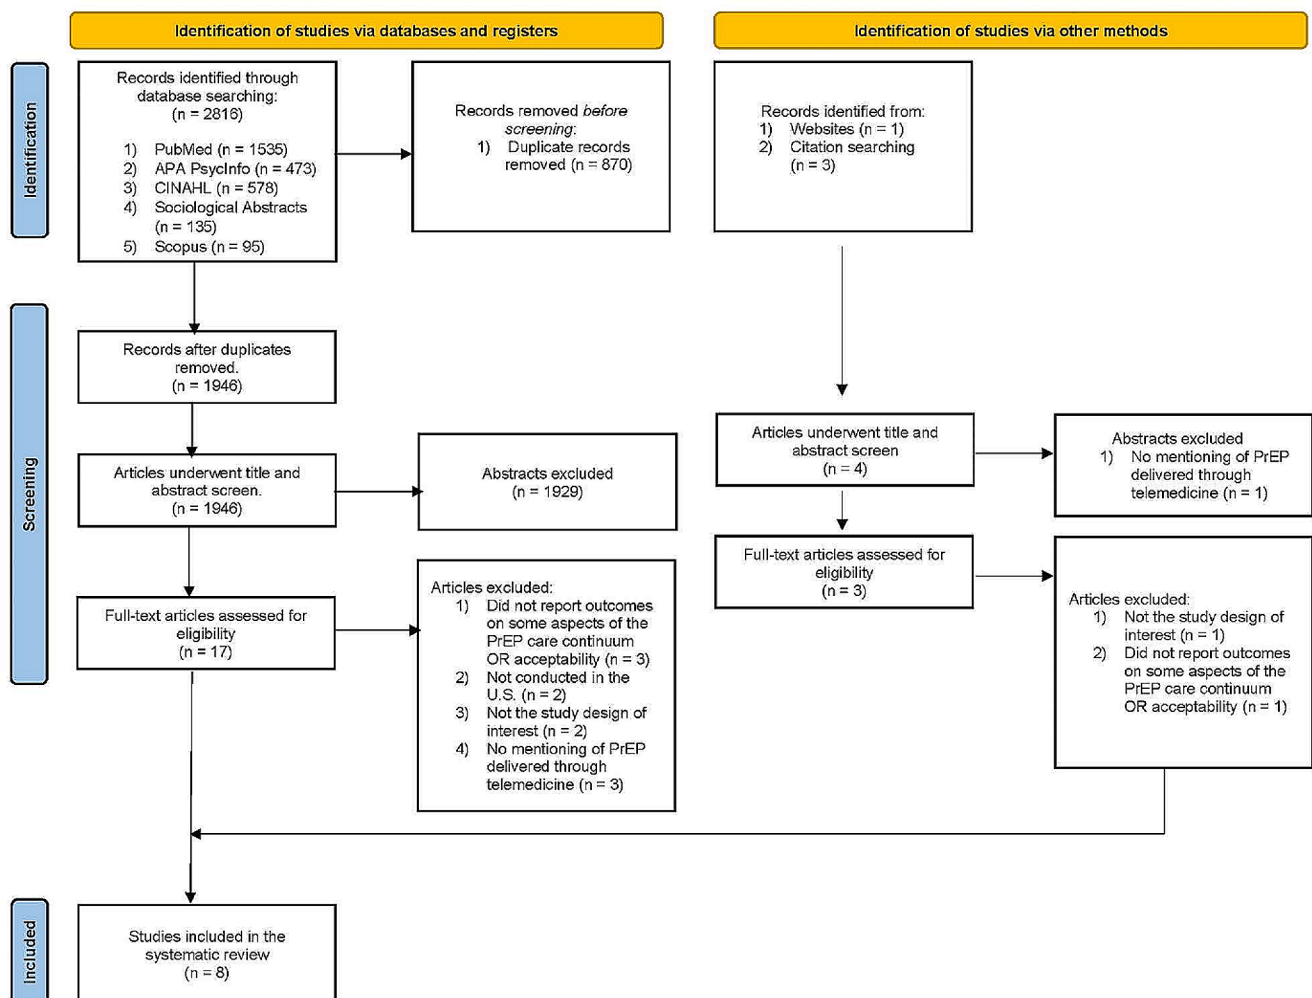 Identification of studies via databases and registers
Identification of studies via other methods
Identification
Records identified through
database searching:
(n = 2816)
1) PubMed (n = 1535)
2) APA PsycInfo (n = 473)
3) CINAHL (n = 578)
4) Sociological Abstracts
(n = 135)
5) Scopus (n = 95)
Records removed before
screening:
1) Duplicate records
removed (n = 870)
Records identified from:
1) Websites (n = 1)
2) Citation searching
(n = 3)
Screening
Records after duplicates
removed.
(n = 1946)
Articles underwent title and
abstract screen.
(n = 1946)
Abstracts excluded
(n = 1929)
Articles underwent title and
abstract screen
(n = 4)
Abstracts excluded
1) No mentioning of PrEP
delivered through
telemedicine (n = 1)
Full-text articles assessed for
eligibility
(n = 17)
Articles excluded:
1) Did not report outcomes
on some aspects of the
PrEP care continuum
OR acceptability (n = 3)
2) Not conducted in the
U.S. (n = 2)
3) Not the study design of
interest (n = 2)
4) No mentioning of PrEP
delivered through
telemedicine (n = 3)
Full-text articles assessed for
eligibility
(n = 3)
Articles excluded:
1) Not the study design of
interest (n = 1)
2) Did not report outcomes
on some aspects of the
PrEP care continuum
OR acceptability (n = 1)
Included
Studies included in the
systematic review
(n = 8)